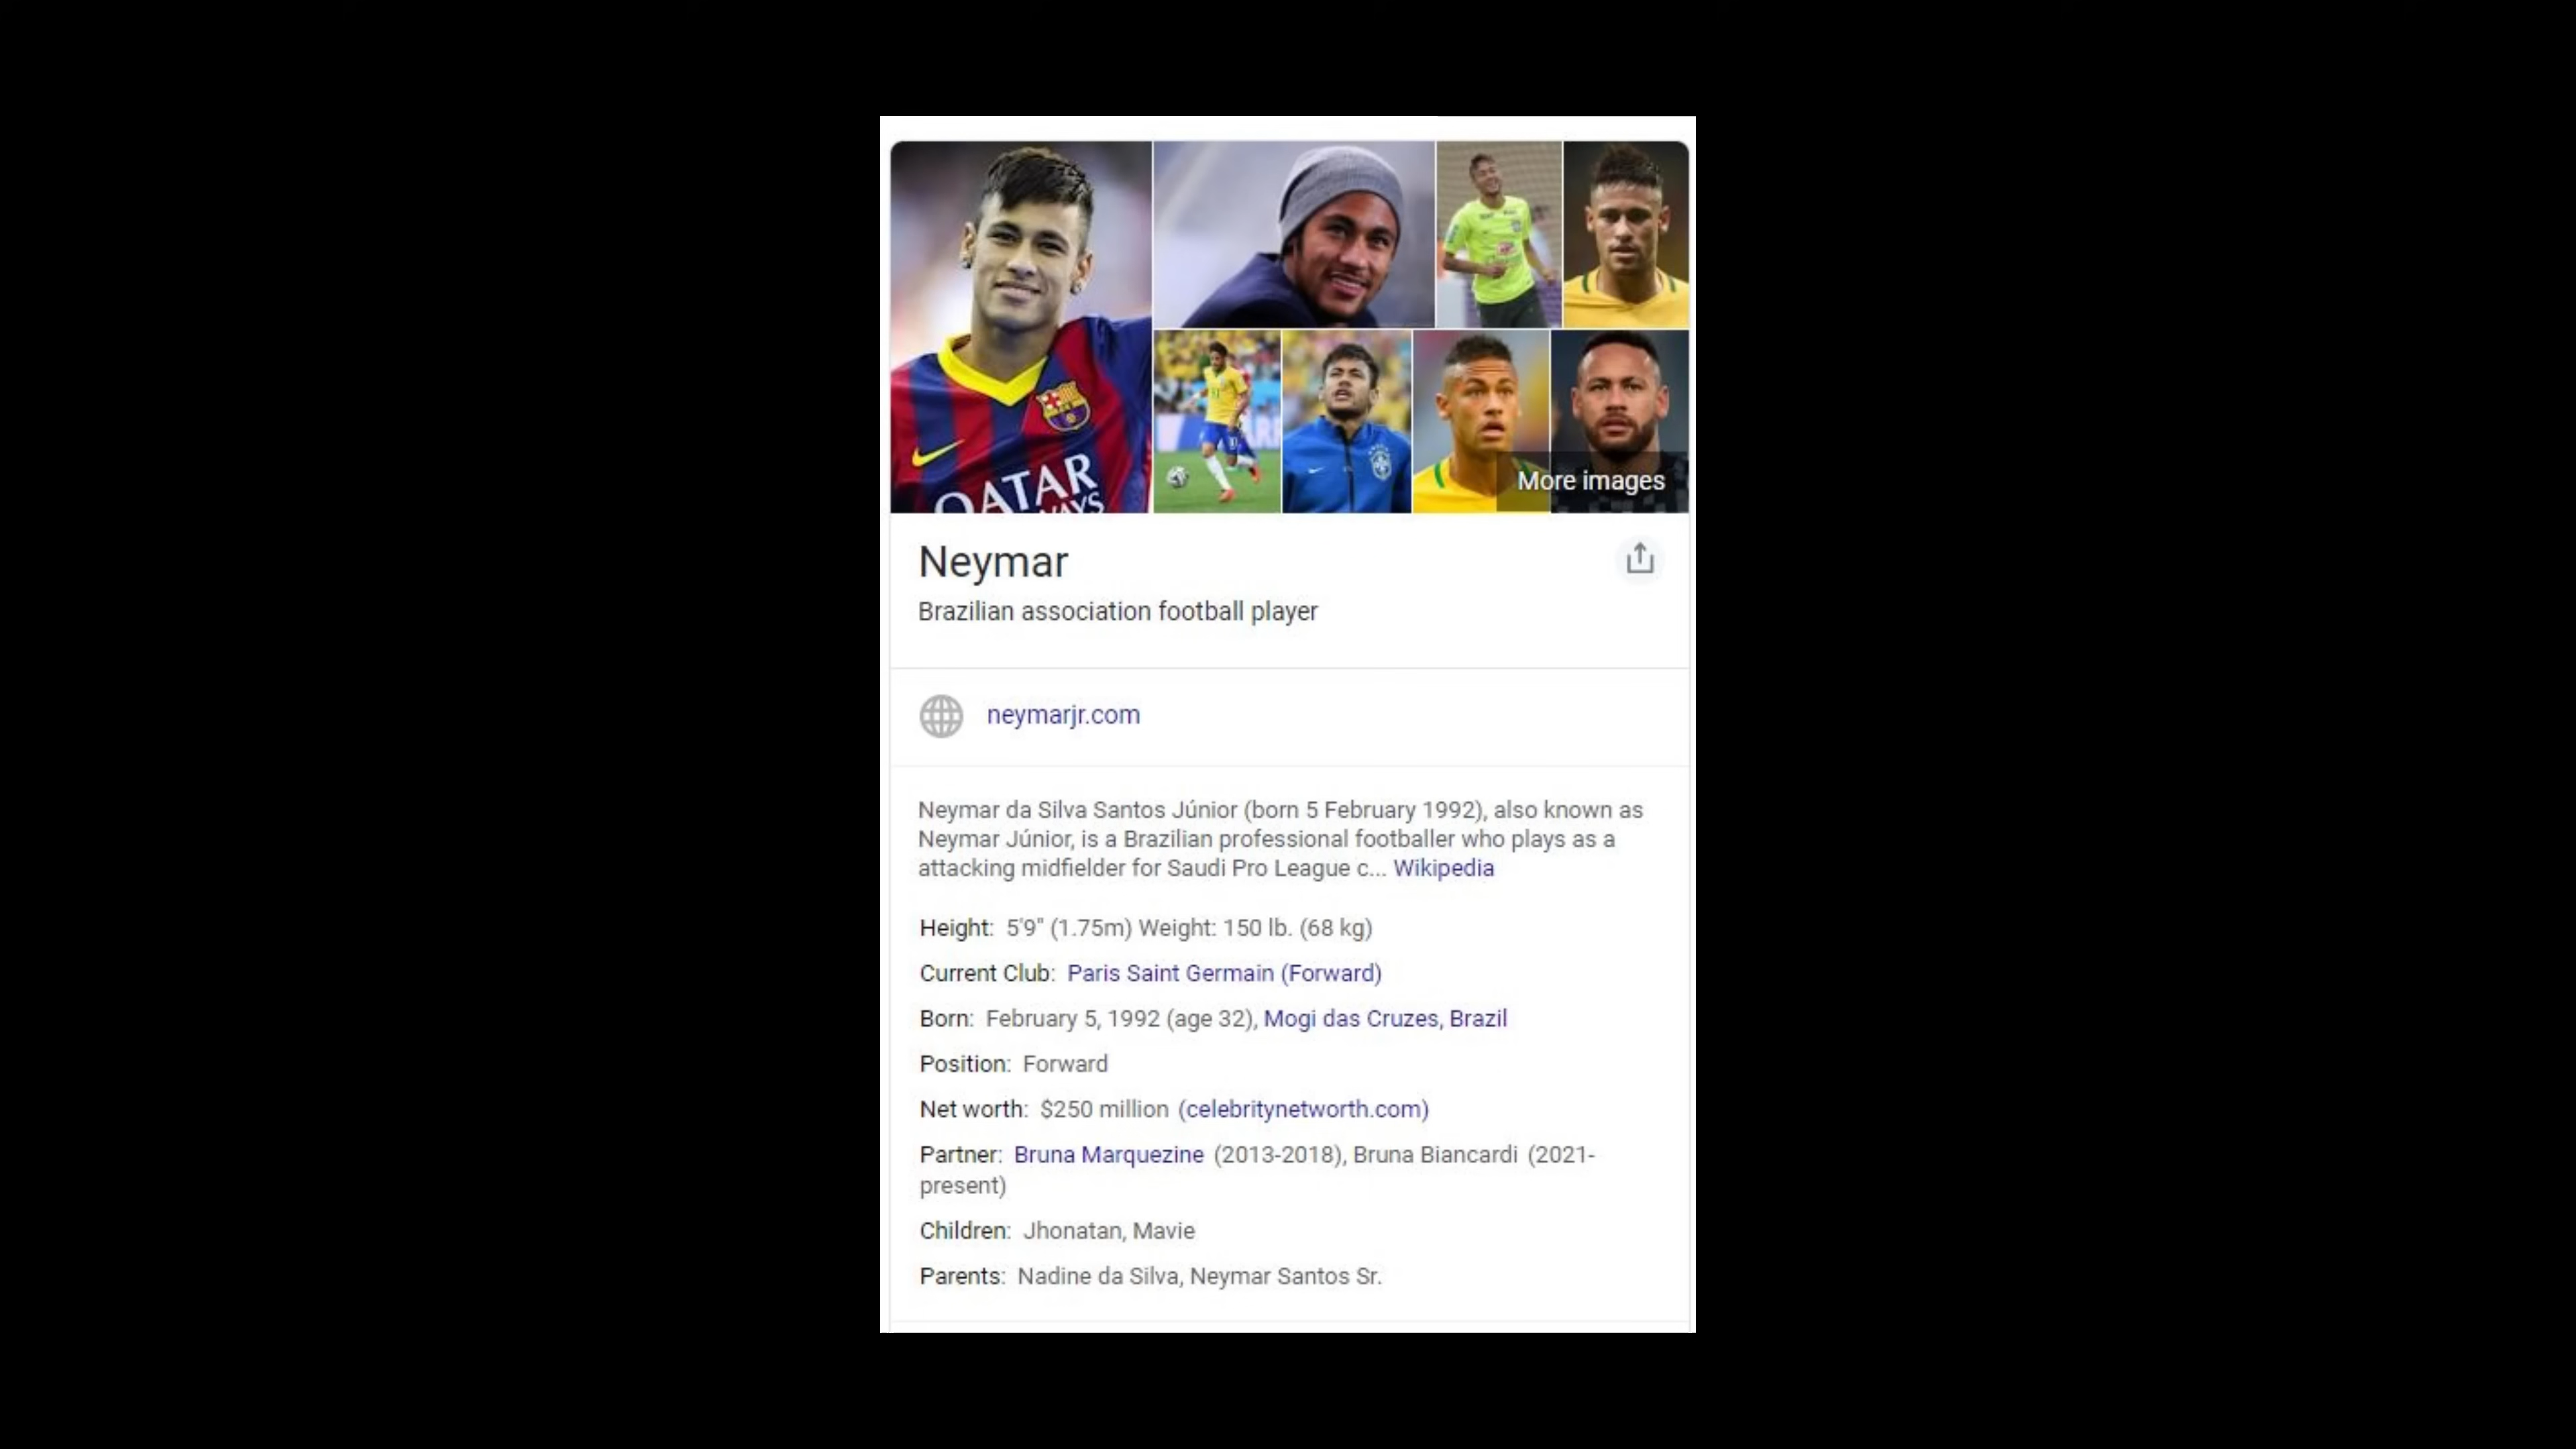 QATAR
WAYS
More images
Neymar
Brazilian association football player
neymarjr.com
Neymar da Silva Santos Júnior (born 5 February 1992), also known as
Neymar Júnior, is a Brazilian professional footballer who plays as a
attacking midfielder for Saudi Pro League c... Wikipedia
Height: 5'9" (1.75m) Weight: 150 lb. (68 kg)
Current Club: Paris Saint Germain (Forward)
Born: February 5, 1992 (age 32), Mogi das Cruzes, Brazil
Position: Forward
Net worth: $250 million (celebritynetworth.com)
Partner: Bruna Marquezine (2013-2018), Bruna Biancardi (2021-
present)
Children: Jhonatan, Mavie
Parents: Nadine da Silva, Neymar Santos Sr.